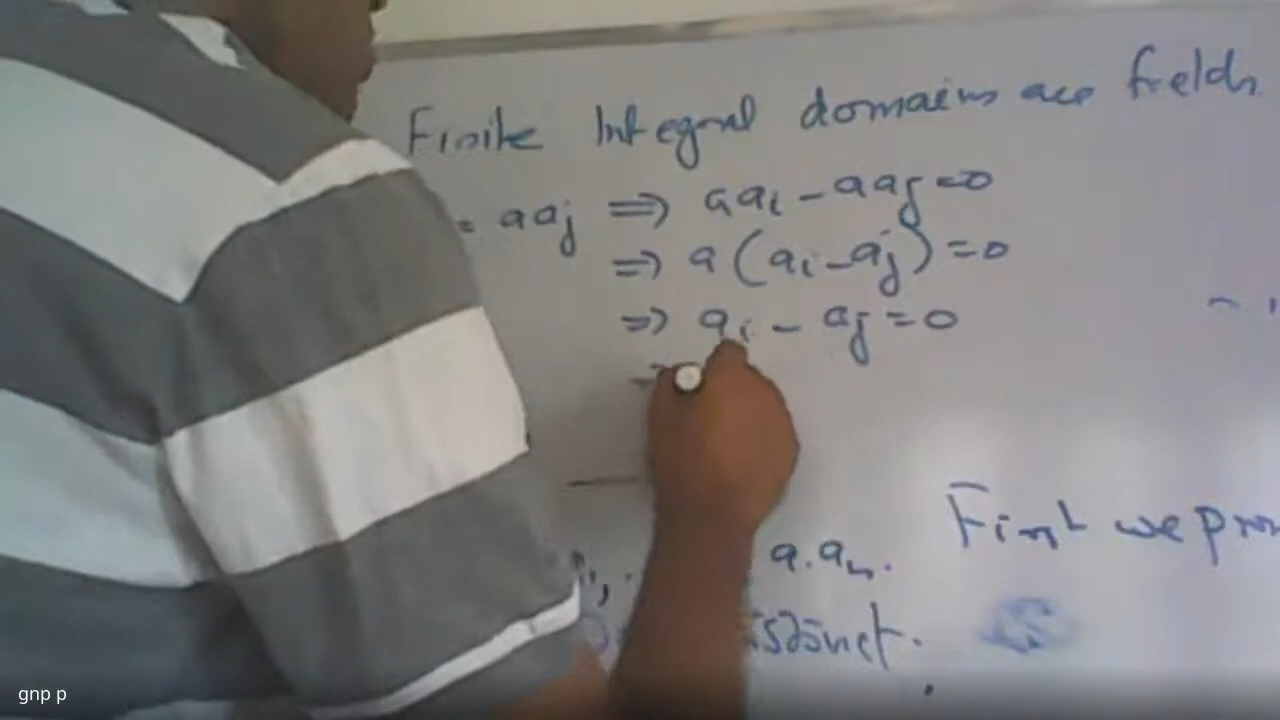 Finite Integral domains are fields
= aaj ⇒ aai - aaj = 0
⇒ a(ai - aj) = 0
⇒ ai - aj = 0
a.an. First we
distinct.
gnp p